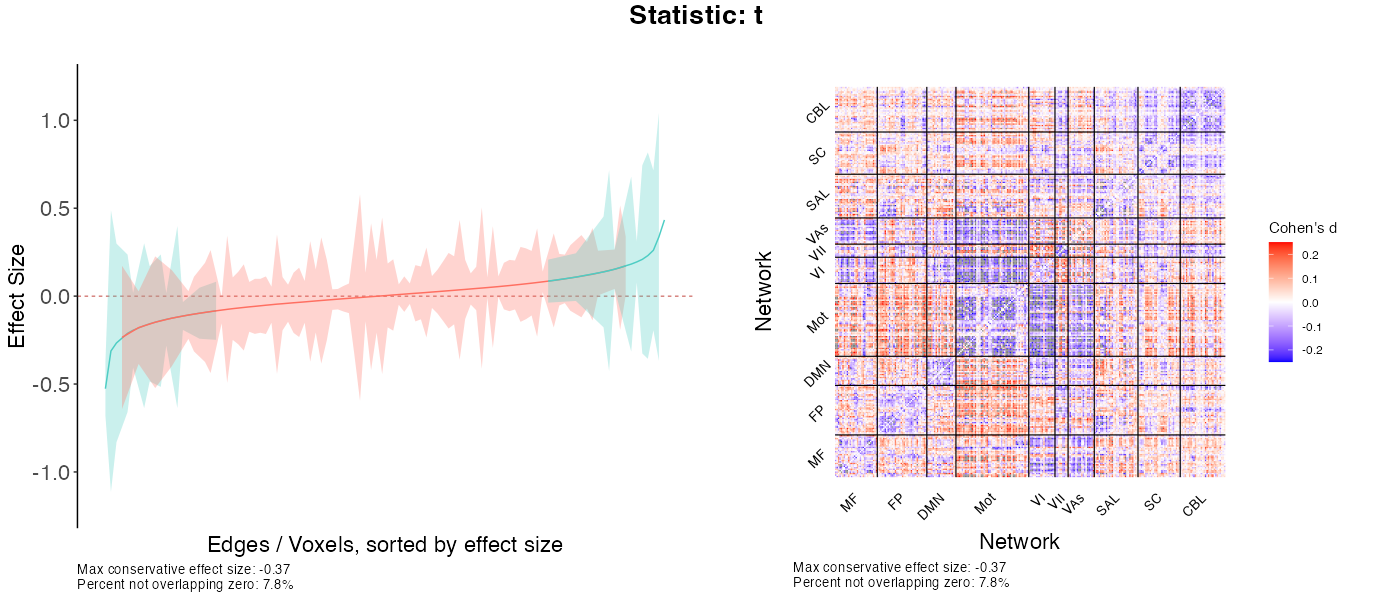 Statistic: t
Effect Size
1.0
0.5
0.0
-0.5
-1.0
Edges / Voxels, sorted by effect size
Max conservative effect size: -0.37
Percent not overlapping zero: 7.8%
Network
CBL
SC
SAL
VAs
VII
VI
Mot
DMN
FP
MF
MF
FP
DMN
Mot
VI
VII
VAs
SAL
SC
CBL
Network
Max conservative effect size: -0.37
Percent not overlapping zero: 7.8%
Cohen's d
0.2
0.1
0.0
-0.1
-0.2